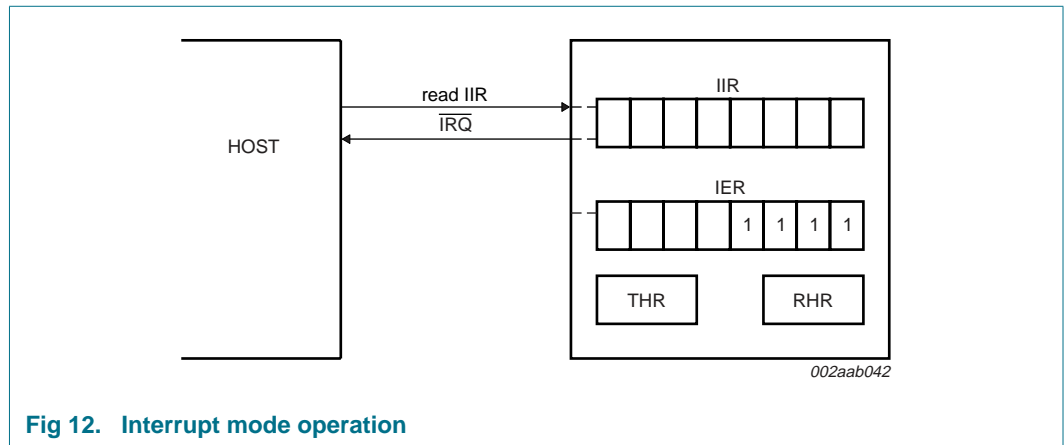 read IIR
IRQ
HOST
IIR
IER
1 1 1 1
THR RHR
002aab042
Fig 12. Interrupt mode operation